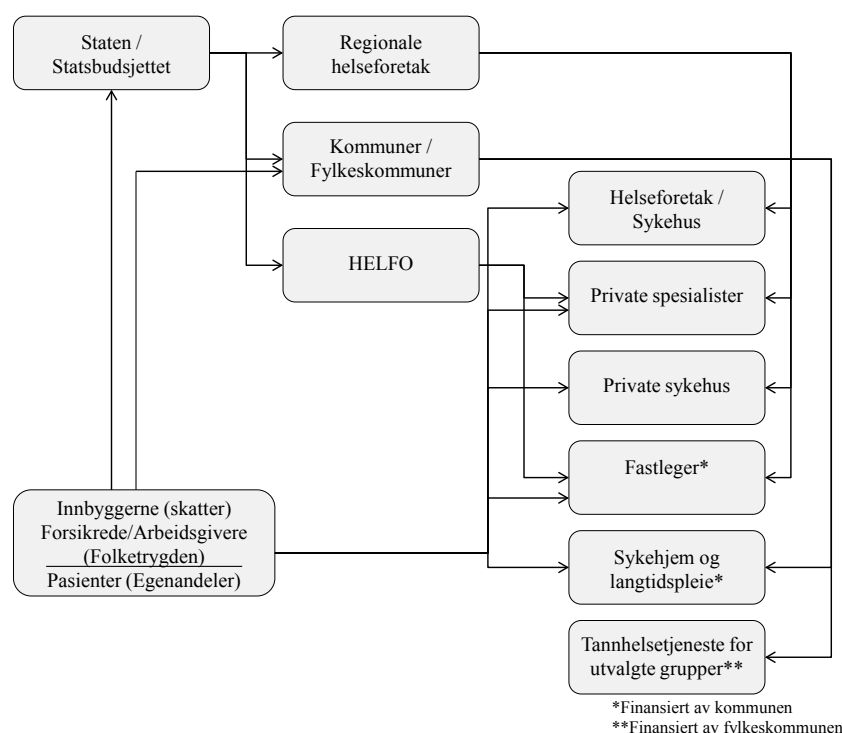 Staten /
Statsbudsjettet
Regionale
helseforetak
Kommuner /
Fylkeskommuner
Helseforetak /
Sykehus
HELFO
Private spesialister
Private sykehus
Fastleger*
Innbyggerne (skatter)
Forsikrede/Arbeidsgivere
(Folketrygden)
Pasienter (Egenandeler)
Sykehjem og
langtidspleie*
Tannhelsetjeneste for
utvalgte grupper**
*Finansiert av kommunen
**Finansiert av fylkeskommunen